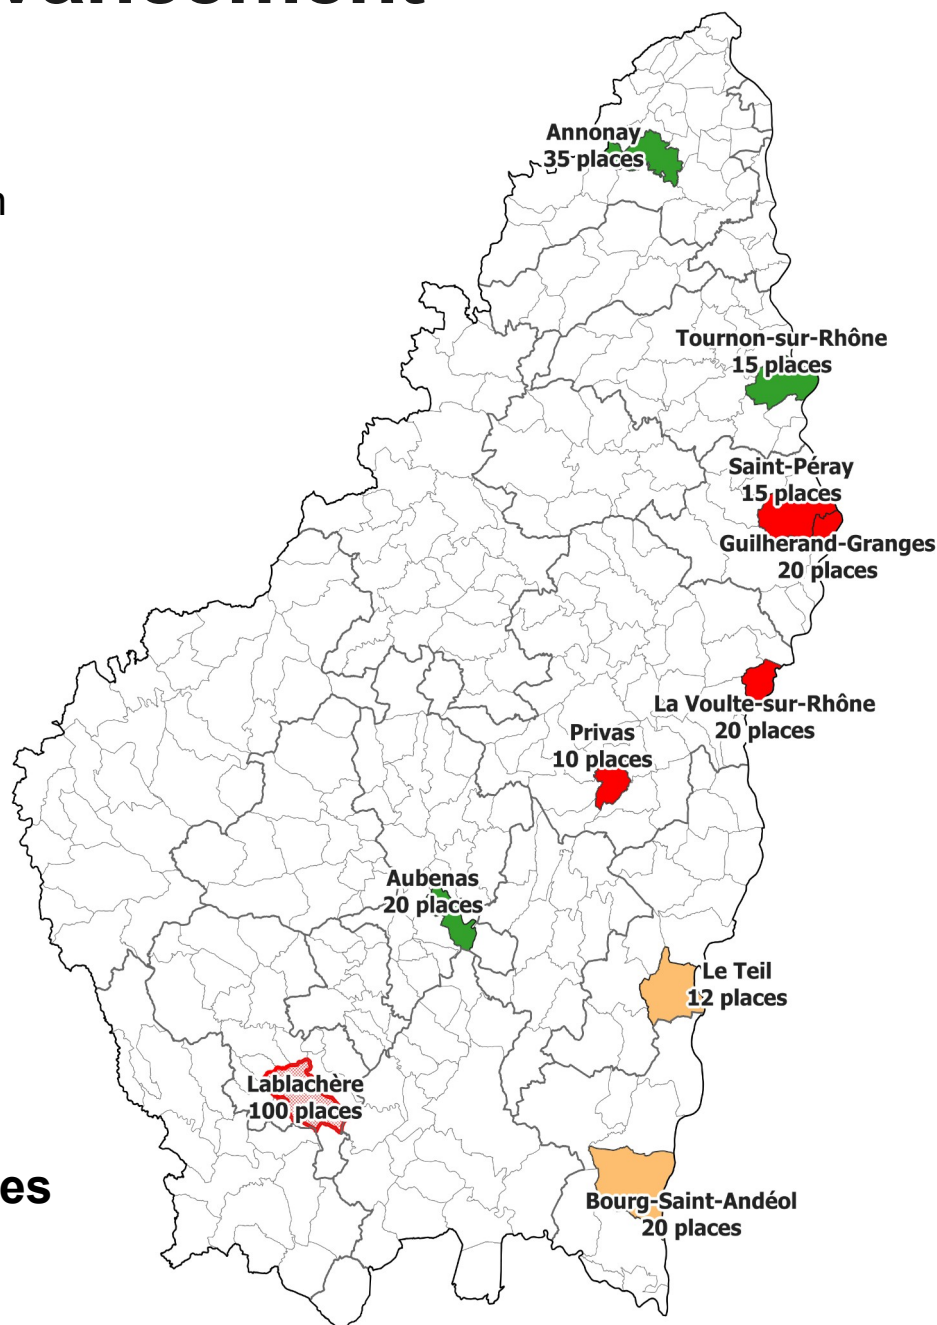 Annonay
35 places
Tournon-sur-Rhône
15 places
Saint-Péray
15 places
Guilherand-Granges
20 places
La Voulte-sur-Rhône
20 places
Privas
10 places
Aubenas
20 places
Le Teil
12 places
Lablachère
100 places
es
Bourg-Saint-Andéol
20 places